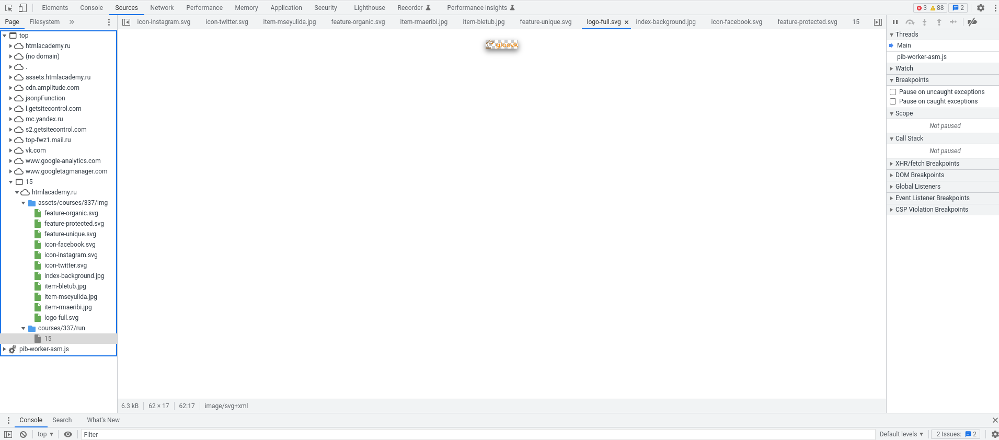 Elements Console Sources Network Performance Memory Application Security Lighthouse Recorder Performance insights 3 88 2
Page Filesystem
icon-instagram.svg icon-twitter.svg item-mseyulida.jpg feature-organic.svg item-rmaeribi.jpg item-bletub.jpg feature-unique.svg logo-full.svg index-background.jpg icon-facebook.svg feature-protected.svg 15
top
htmlacademy.ru
(no domain)
.
assets.htmlacademy.ru
cdn.amplitude.com
jsonpFunction
l.getsitecontrol.com
mc.yandex.ru
s2.getsitecontrol.com
top-fwz1.mail.ru
vk.com
www.google-analytics.com
www.googletagmanager.com
15
htmlacademy.ru
assets/courses/337/img
feature-organic.svg
feature-protected.svg
feature-unique.svg
icon-facebook.svg
icon-instagram.svg
icon-twitter.svg
index-background.jpg
item-bletub.jpg
item-mseyulida.jpg
item-rmaeribi.jpg
logo-full.svg
courses/337/run
15
pib-worker-asm.js
gloevk
6.3 kB 62 × 17 62:17 image/svg+xml
Threads
Main
pib-worker-asm.js
Watch
Breakpoints
Pause on uncaught exceptions
Pause on caught exceptions
Scope
Not paused
Call Stack
Not paused
XHR/fetch Breakpoints
DOM Breakpoints
Global Listeners
Event Listener Breakpoints
CSP Violation Breakpoints
Console Search What's New
top Filter Default levels 2 Issues: 2